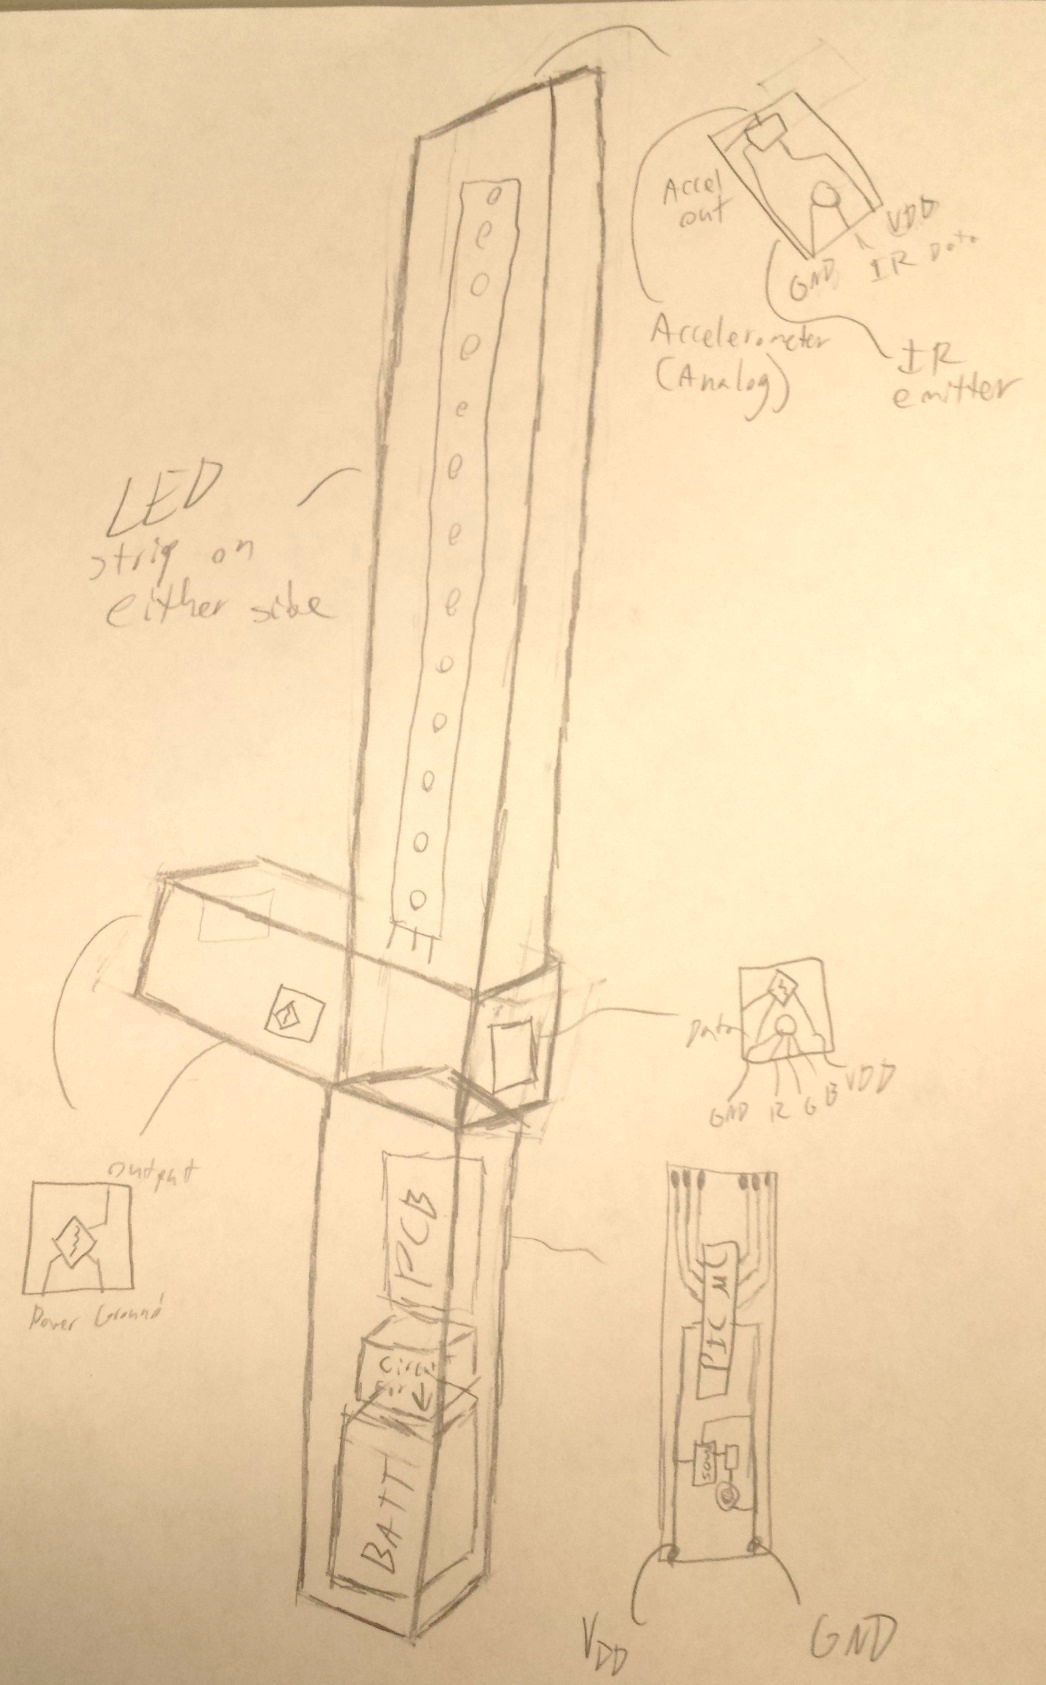 Accel
out
VDD
IR Data
GND
Accelerometer
(Analog)
IR
emitter
LED
strip on
either side
Data
GND R G B VDD
output
Power Ground
PCB
BATT
PIC MC
VDD
GND